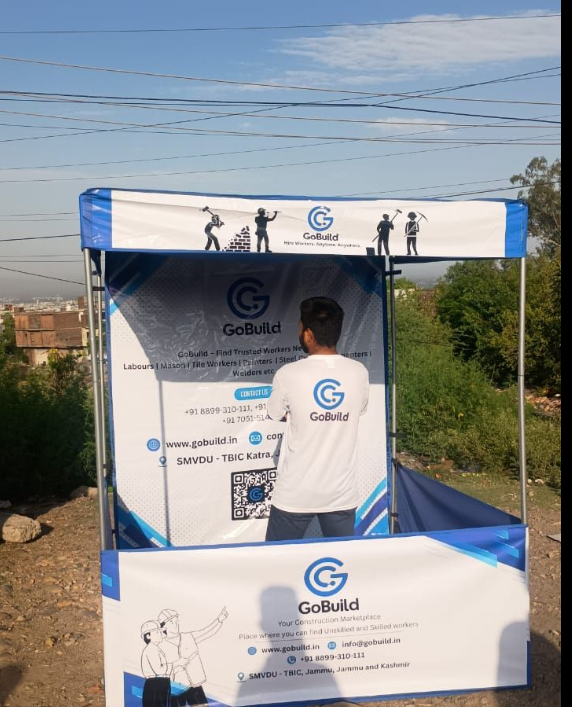 GoBuild
Hire Workers. Anytime. Anywhere.
GoBuild
GoBuild – Find Trusted Workers
Labours | Mason | Tile Workers | Painters | Steel
Welders etc
CONTACT US
+91 8899-310-111, +91
+91 7051-51
www.gobuild.in
SMVDU - TBIC Katra,
GoBuild
GoBuild
Your Construction Marketplace
Place where you can find Unskilled and Skilled workers
www.gobuild.in info@gobuild.in
+91 8899-310-111
SMVDU - TBIC, Jammu, Jammu and Kashmir